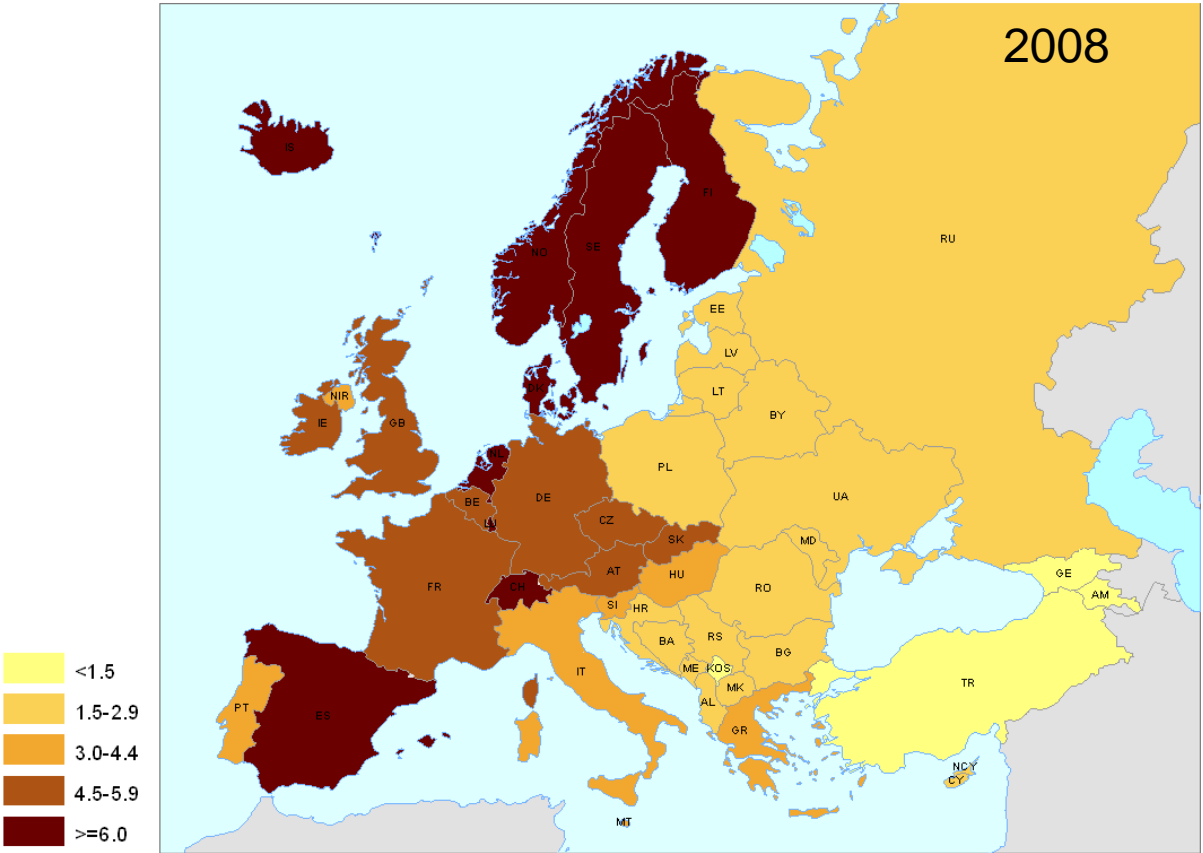 2008
IS
FI
RU
NO
SE
EE
LV
DK
LT
NIR
BY
IE
GB
NL
PL
DE
UA
BE
CZ
LU
SK
MD
AT
GE
HU
FR
CH
RO
AM
SI
HR
BA
RS
BG
ME
KOS
IT
<1.5
TR
MK
AL
PT
1.5-2.9
ES
GR
3.0-4.4
NCY
CY
4.5-5.9
MT
>=6.0